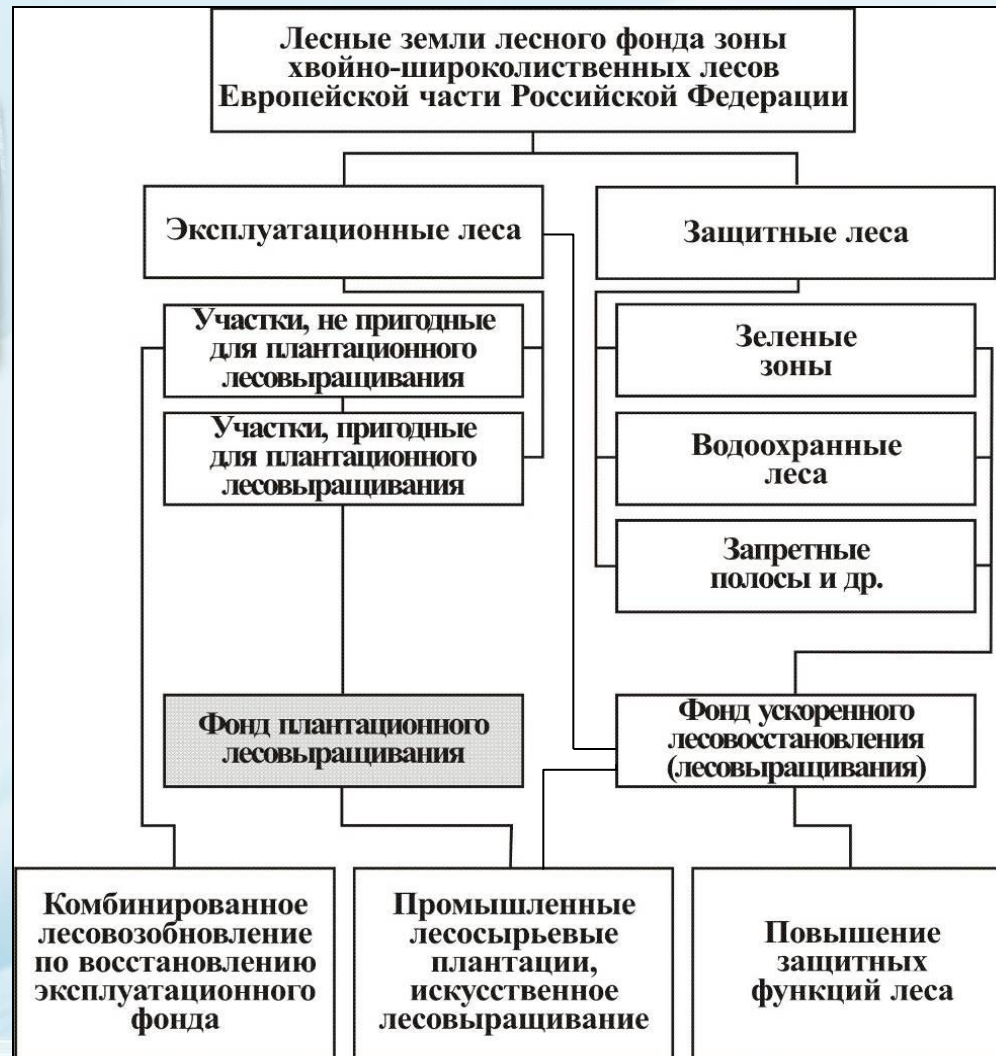 Лесные земли лесного фонда зоны
хвойно-широколиственных лесов
Европейской части Российской Федерации
Эксплуатационные леса
Защитные леса
Участки, не пригодные
для плантационного
лесовыращивания
Зеленые
зоны
Участки, пригодные
для плантационного
лесовыращивания
Водоохранные
леса
Запретные
полосы и др.
Фонд плантационного
лесовыращивания
Фонд ускоренного
лесовосстановления
(лесовыращивания)
Комбинированное
лесовозобновление
по восстановлению
эксплуатационного
фонда
Промышленные
лесосырьевые
плантации,
искусственное
лесовыращивание
Повышение
защитных
функций леса